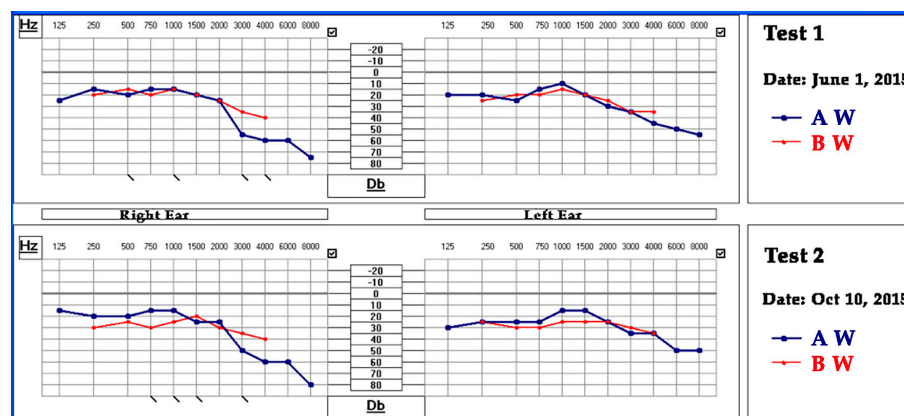 Hz 125 250 500 750 1000 1500 2000 3000 4000 6000 8000
-20
-10
0
10
20
30
40
50
60
70
80
Db
125 250 500 750 1000 1500 2000 3000 4000 6000 8000
Test 1
Date: June 1, 2015
A W
B W
Right Ear
Left Ear
Hz 125 250 500 750 1000 1500 2000 3000 4000 6000 8000
-20
-10
0
10
20
30
40
50
60
70
80
Db
125 250 500 750 1000 1500 2000 3000 4000 6000 8000
Test 2
Date: Oct 10, 2015
A W
B W